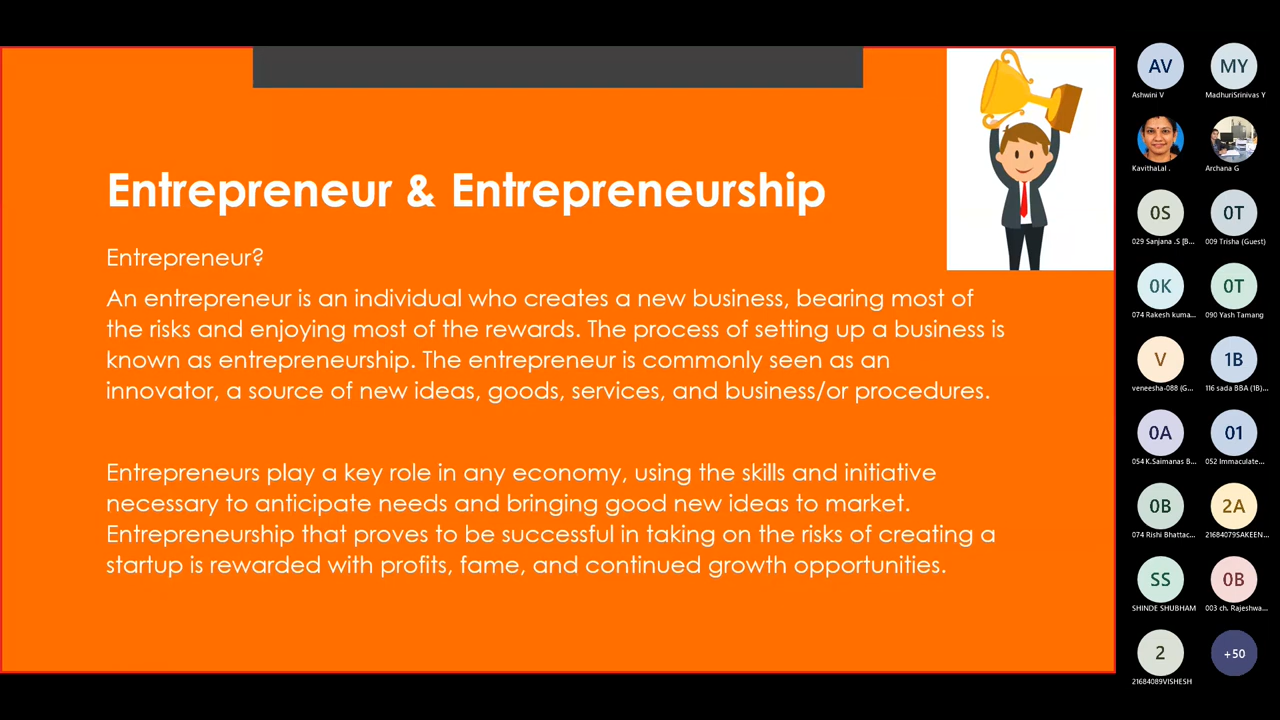 Entrepreneur & Entrepreneurship
Entrepreneur?
An entrepreneur is an individual who creates a new business, bearing most of
the risks and enjoying most of the rewards. The process of setting up a business is
known as entrepreneurship. The entrepreneur is commonly seen as an
innovator, a source of new ideas, goods, services, and business/or procedures.
Entrepreneurs play a key role in any economy, using the skills and initiative
necessary to anticipate needs and bringing good new ideas to market.
Entrepreneurship that proves to be successful in taking on the risks of creating a
startup is rewarded with profits, fame, and continued growth opportunities.
AV MY
Ashwini V MadhuriSrinivas Y
KavithaLal . Archana G
0S 0T
029 Sanjana .S [B... 009 Trisha (Guest)
0K 0T
074 Rakesh kuma... 090 Yash Tamang
V 1B
veneesha-088 (G... 116 sada BBA (1B)...
0A 01
054 K.Saimanas B... 052 Immaculate...
0B 2A
074 Rishi Bhattac... 21684079SAKEEN...
SS 0B
SHINDE SHUBHAM 003 ch. Rajeshwa...
2 +50
21684089VISHESH